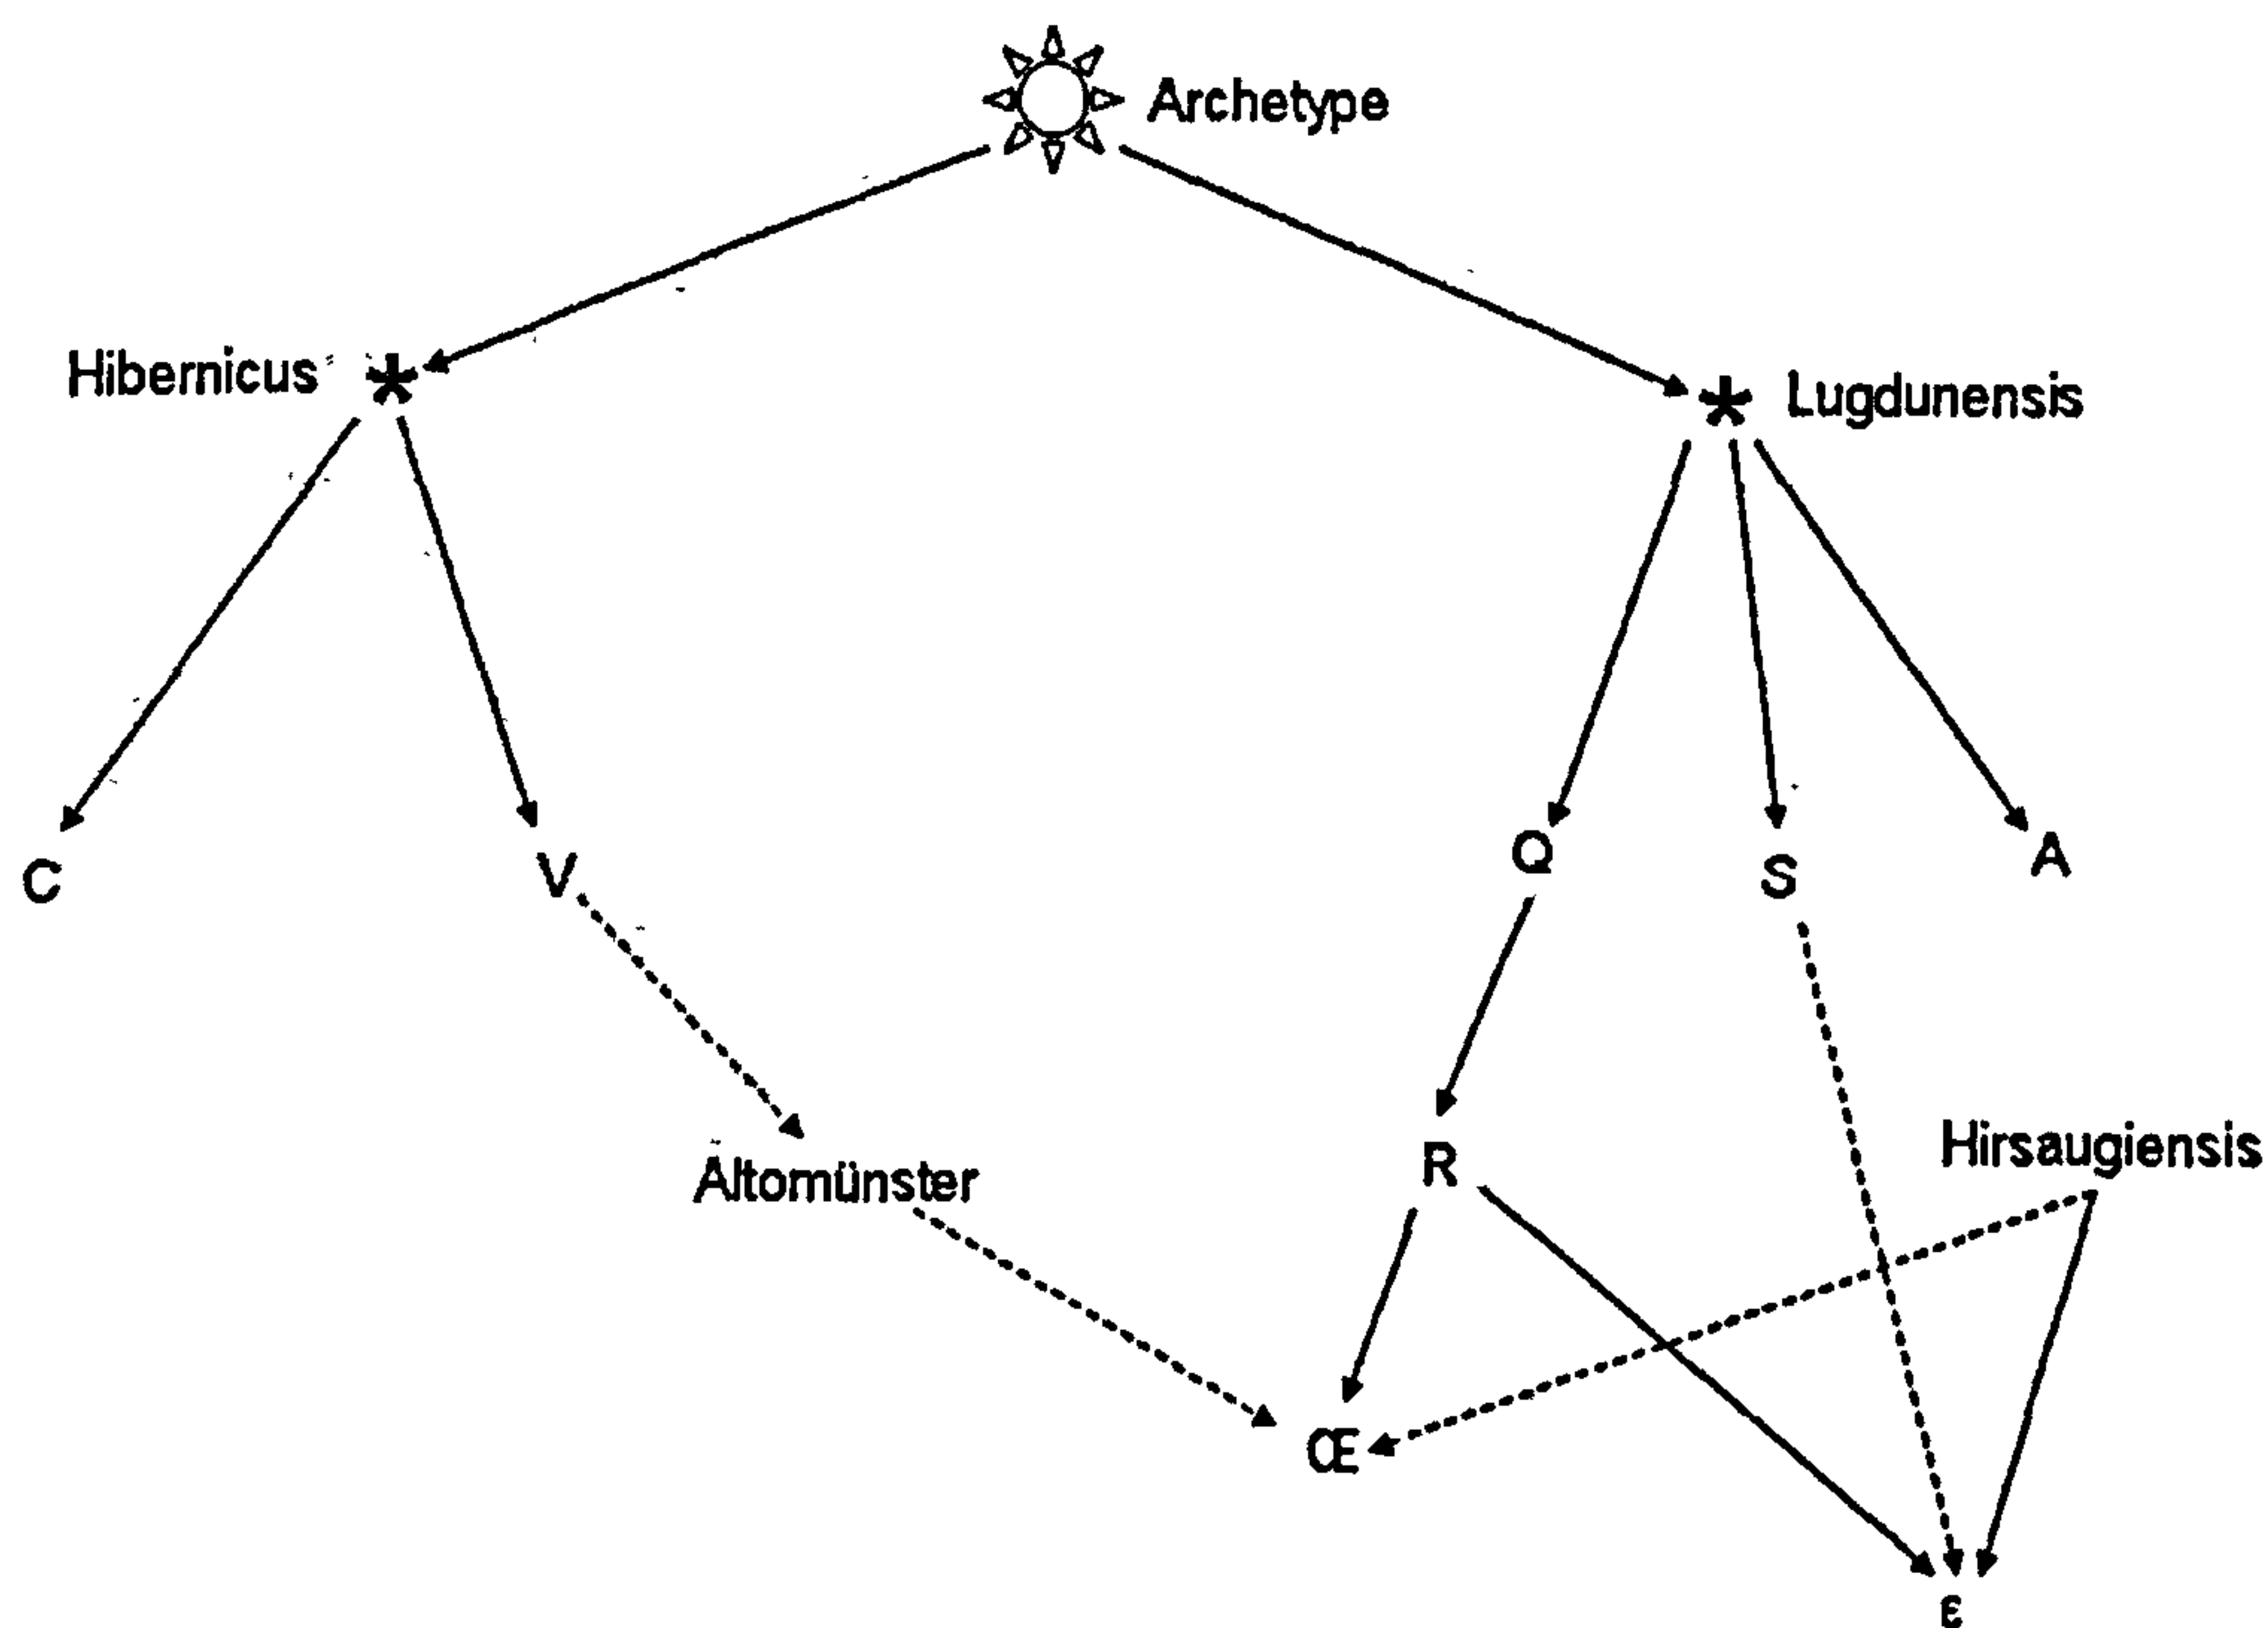 Archetype
Hibernicus *
* Lugdunensis
C
V
Q
S
A
Altomünster
R
Hirsaugiensis
Œ
ε